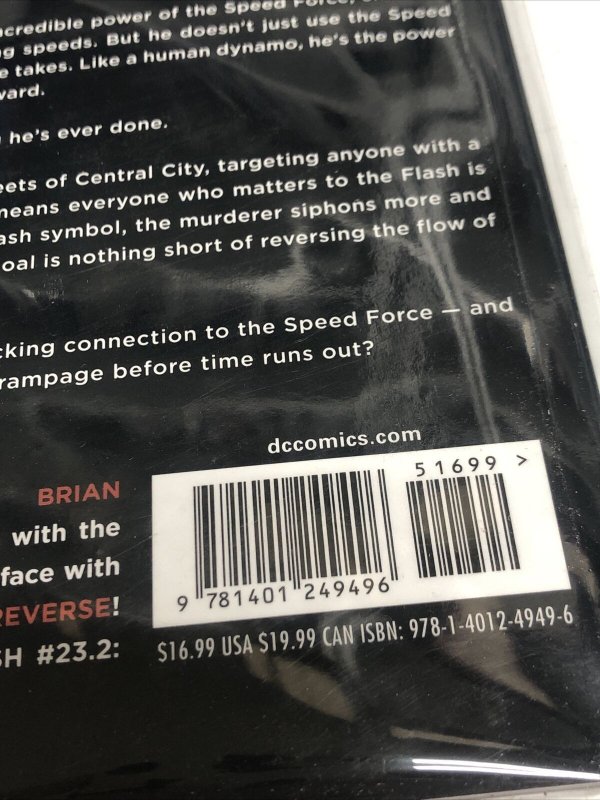 incredible power of the Speed Force,
speeds. But he doesn't just use the Speed
e takes. Like a human dynamo, he's the power
ward.
he's ever done.
eets of Central City, targeting anyone with a
neans everyone who matters to the Flash is
ash symbol, the murderer siphons more and
oal is nothing short of reversing the flow of
cking connection to the Speed Force — and
rampage before time runs out?
dccomics.com
51699 >
9 781401 249496
BRIAN
with the
face with
REVERSE!
SH #23.2:
$16.99 USA $19.99 CAN ISBN: 978-1-4012-4949-6